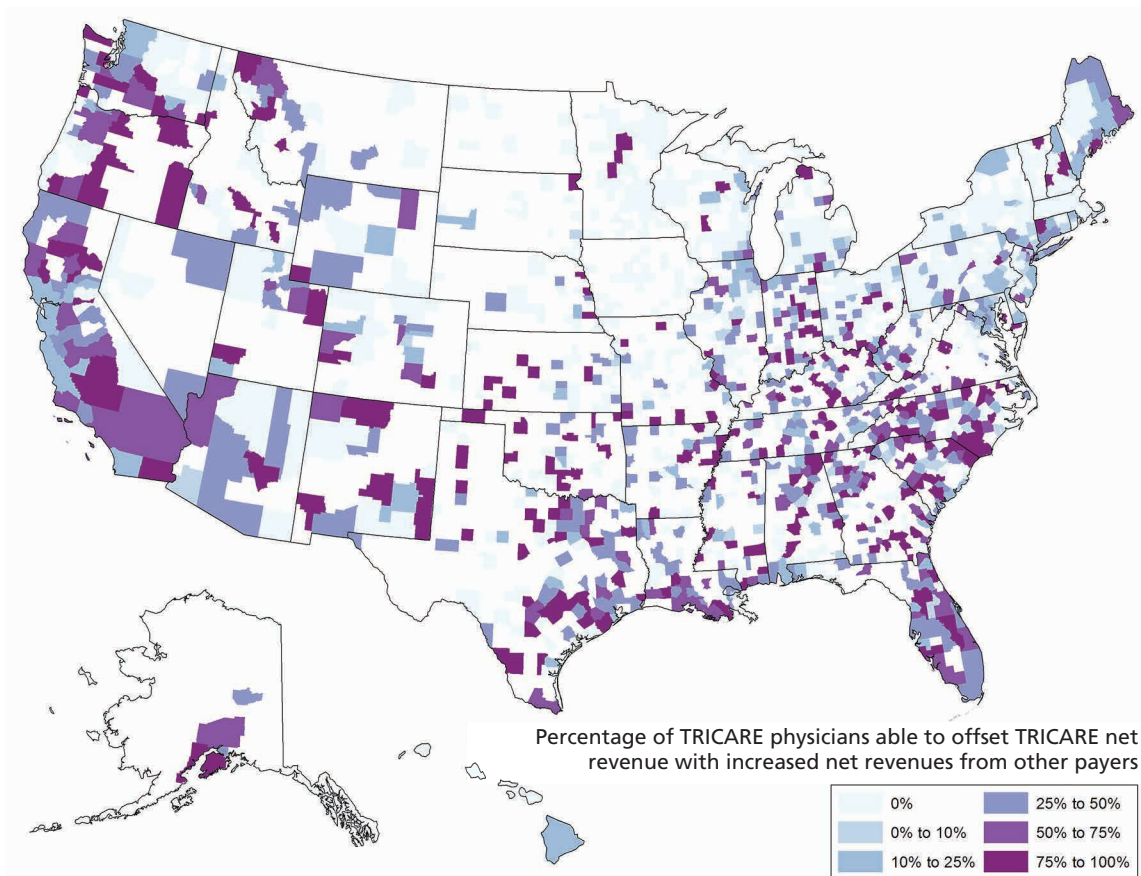 Percentage of TRICARE physicians able to offset TRICARE net
revenue with increased net revenues from other payers
0%
0% to 10%
10% to 25%
25% to 50%
50% to 75%
75% to 100%